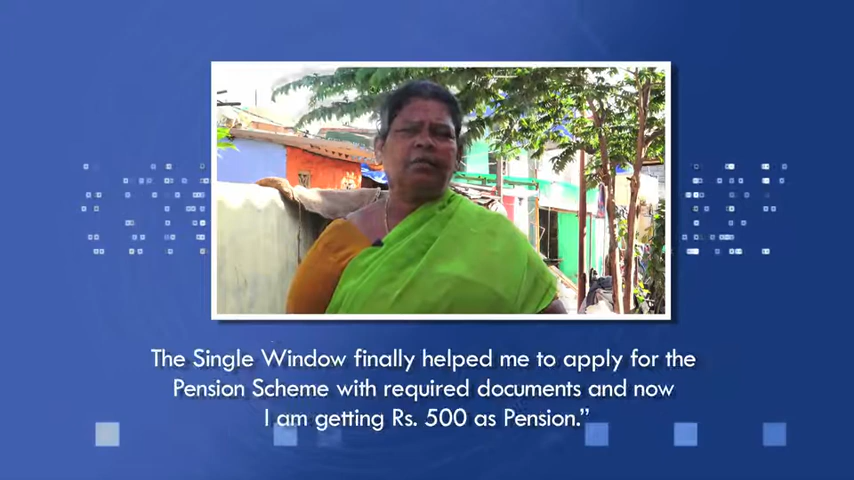 The Single Window finally helped me to apply for the
Pension Scheme with required documents and now
I am getting Rs. 500 as Pension.”